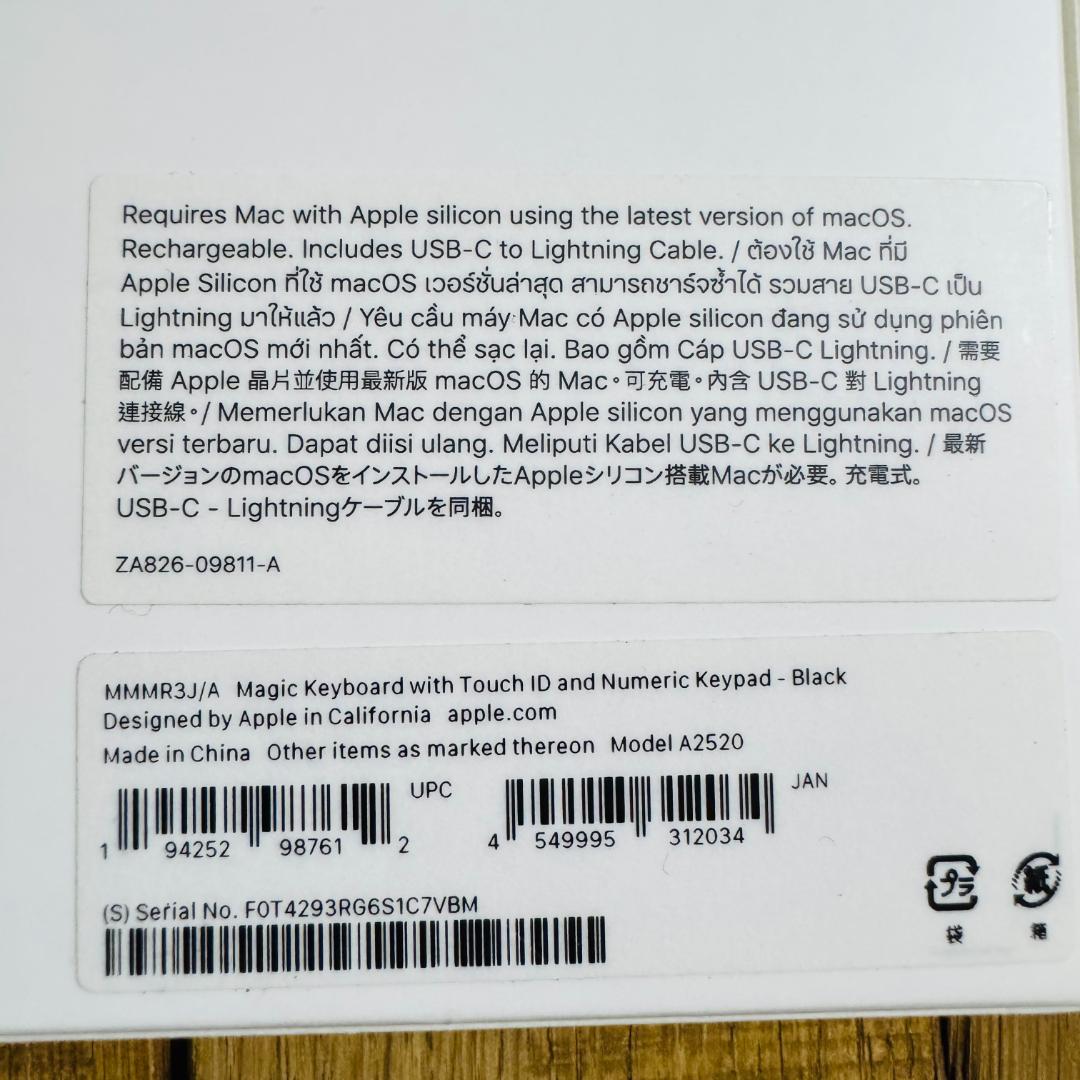 Requires Mac with Apple silicon using the latest version of macOS.
Rechargeable. Includes USB-C to Lightning Cable. / ต้องใช้ Mac ที่มี
Apple Silicon ที่ใช้ macOS เวอร์ชั่นล่าสุด สามารถชาร์จซ้ำได้ รวมสาย USB-C เป็น
Lightning มาให้แล้ว / Yêu cầu máy Mac có Apple silicon đang sử dụng phiên
bản macOS mới nhất. Có thể sạc lại. Bao gồm Cáp USB-C Lightning. / 需要
配備 Apple 晶片並使用最新版 macOS 的 Mac。可充電。內含 USB-C 對 Lightning
連接線。/ Memerlukan Mac dengan Apple silicon yang menggunakan macOS
versi terbaru. Dapat diisi ulang. Meliputi Kabel USB-C ke Lightning. / 最新
バージョンのmacOSをインストールしたAppleシリコン搭載Macが必要。充電式。
USB-C - Lightningケーブルを同梱。
ZA826-09811-A
MMMR3J/A Magic Keyboard with Touch ID and Numeric Keypad - Black
Designed by Apple in California apple.com
Made in China Other items as marked thereon Model A2520
UPC JAN
1 94252 98761 2 4 549995 312034
(S) Serial No. F0T4293RG6S1C7VBM
プラ 紙
袋 箱